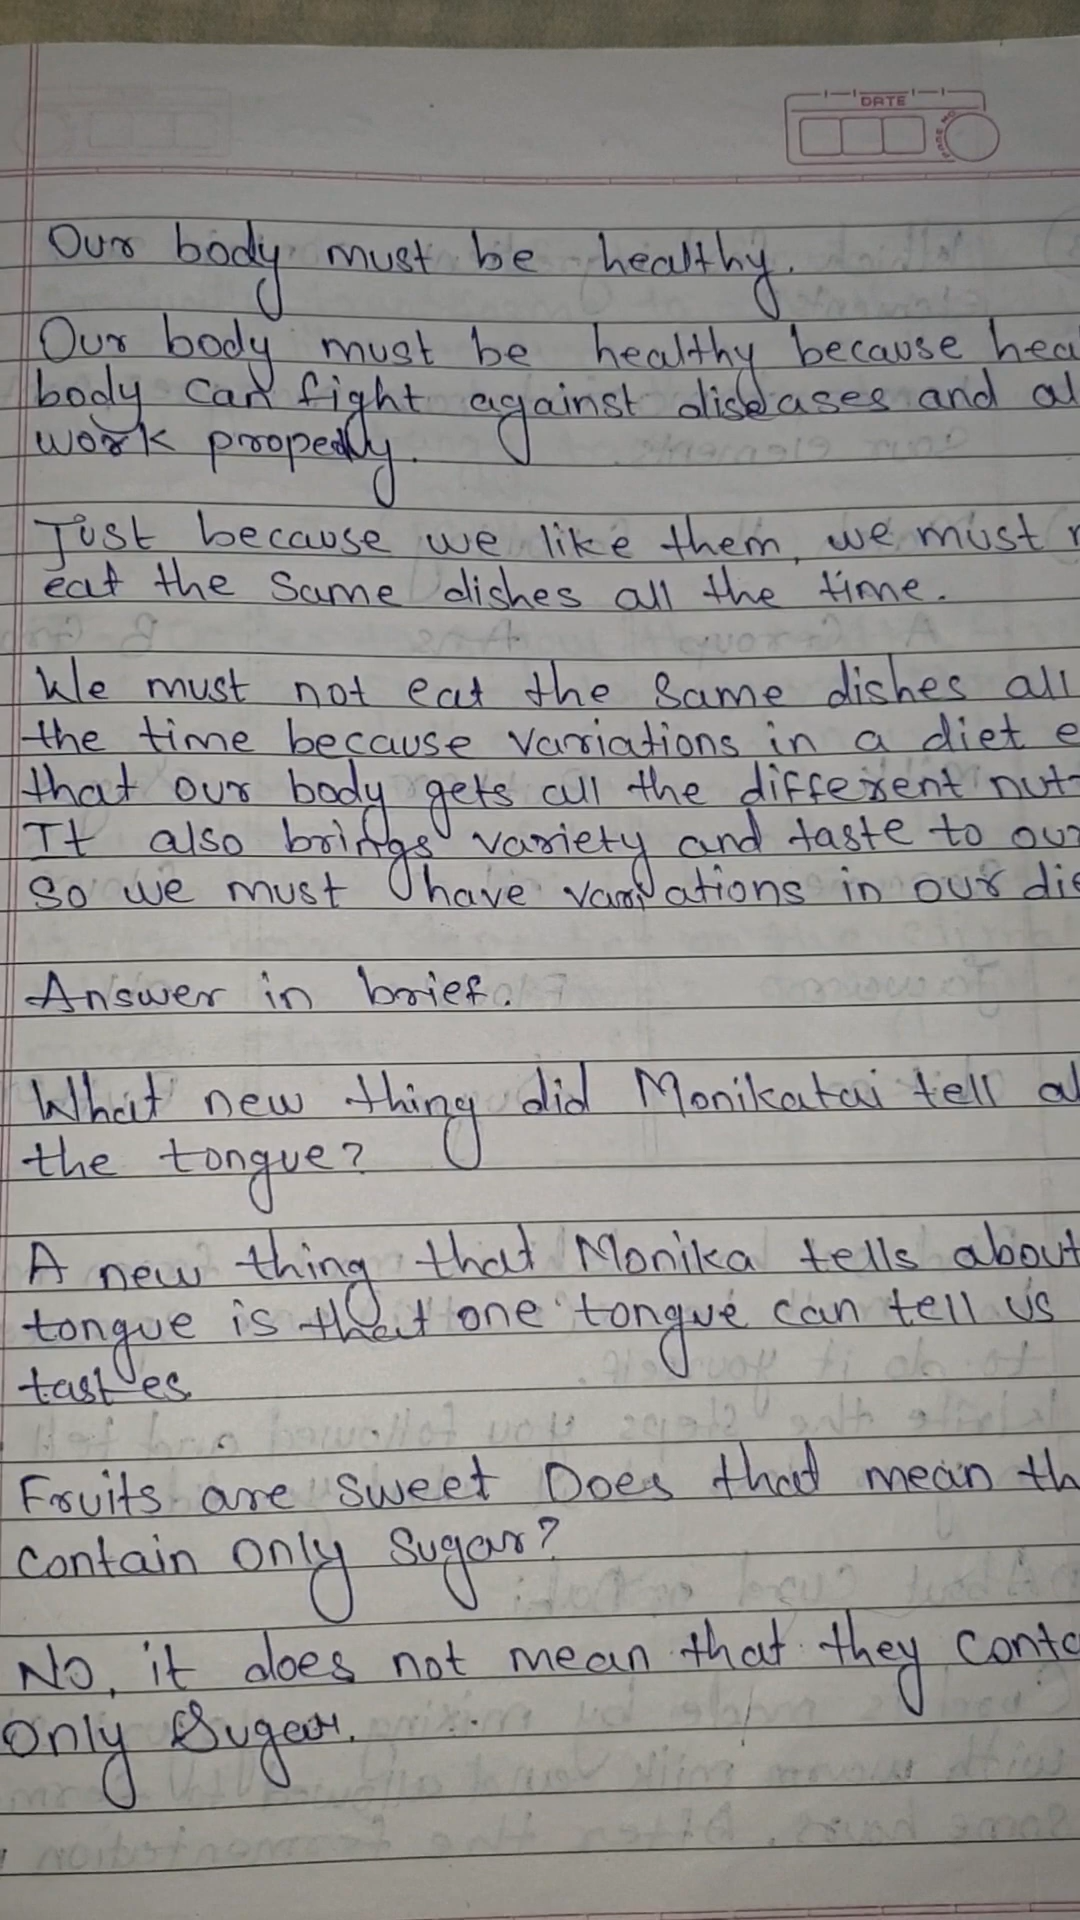 DATE
PAGE NO.
Our body must be healthy.
Our body must be healthy because hea
body can fight against diseases and al
work properly.
Just because we like them, we must
eat the same dishes all the time.
We must not eat the same dishes all
the time because variations in a diet e
that our body gets all the different nut
It also brings variety and taste to our
So we must have variations in our die
Answer in brief.
What new thing did Monikatai tell
the tongue?
A new thing that Monika tells about
tongue is that one tongue can tell us
tastes
Fruits are sweet Does that mean th
contain only sugar?
No, it does not mean that they conta
only sugar.